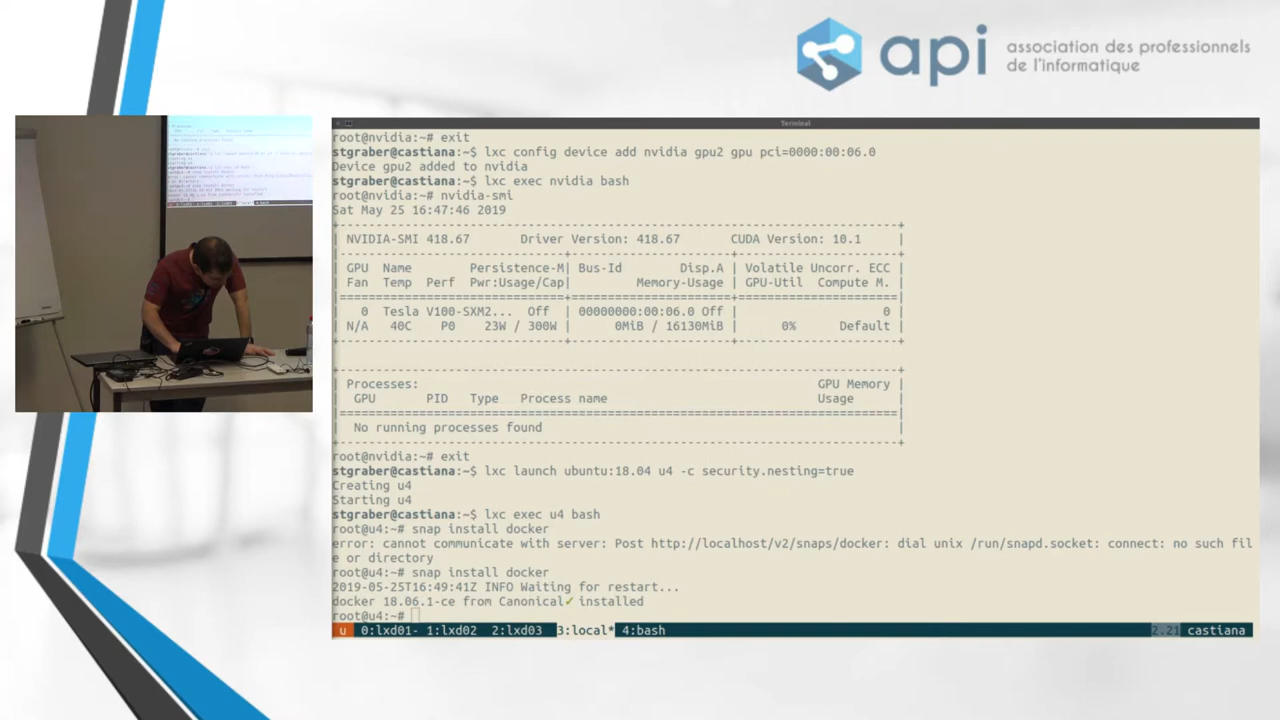 api
association des professionnels
de l'informatique
Terminal
root@nvidia:~# exit
stgraber@castiana:~$ lxc config device add nvidia gpu2 gpu pci=0000:00:06.0
Device gpu2 added to nvidia
stgraber@castiana:~$ lxc exec nvidia bash
root@nvidia:~# nvidia-smi
Sat May 25 16:47:46 2019
+-----------------------------------------------------------------------------+
| NVIDIA-SMI 418.67       Driver Version: 418.67       CUDA Version: 10.1     |
|-------------------------------+----------------------+----------------------+
| GPU  Name        Persistence-M| Bus-Id        Disp.A | Volatile Uncorr. ECC |
| Fan  Temp  Perf  Pwr:Usage/Cap|         Memory-Usage | GPU-Util  Compute M. |
|===============================+======================+======================|
|   0  Tesla V100-SXM2...  Off  | 00000000:00:06.0 Off |                    0 |
| N/A   40C    P0    23W / 300W |      0MiB / 16130MiB |      0%      Default |
+-------------------------------+----------------------+----------------------+
+-----------------------------------------------------------------------------+
| Processes:                                                       GPU Memory |
|  GPU       PID   Type   Process name                             Usage      |
|=============================================================================|
|  No running processes found                                                 |
+-----------------------------------------------------------------------------+
root@nvidia:~# exit
stgraber@castiana:~$ lxc launch ubuntu:18.04 u4 -c security.nesting=true
Creating u4
Starting u4
stgraber@castiana:~$ lxc exec u4 bash
root@u4:~# snap install docker
error: cannot communicate with server: Post http://localhost/v2/snaps/docker: dial unix /run/snapd.socket: connect: no such fil
e or directory
root@u4:~# snap install docker
2019-05-25T16:49:41Z INFO Waiting for restart...
docker 18.06.1-ce from Canonical✓ installed
root@u4:~#
u 0:lxd01- 1:lxd02 2:lxd03 3:local* 4:bash 2.21 castiana